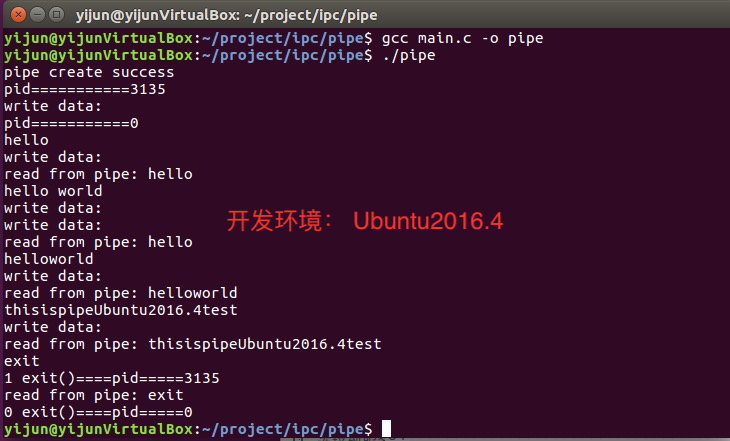 yijun@yijunVirtualBox: ~/project/ipc/pipe
yijun@yijunVirtualBox:~/project/ipc/pipe$ gcc main.c -o pipe
yijun@yijunVirtualBox:~/project/ipc/pipe$ ./pipe
pipe create success
pid===========3135
write data:
pid===========0
hello
write data:
read from pipe: hello
hello world
write data:
开发环境： Ubuntu2016.4
write data:
read from pipe: hello
helloworld
write data:
read from pipe: helloworld
thisispipeUbuntu2016.4test
write data:
read from pipe: thisispipeUbuntu2016.4test
exit
1 exit()====pid=====3135
read from pipe: exit
0 exit()====pid=====0
yijun@yijunVirtualBox:~/project/ipc/pipe$